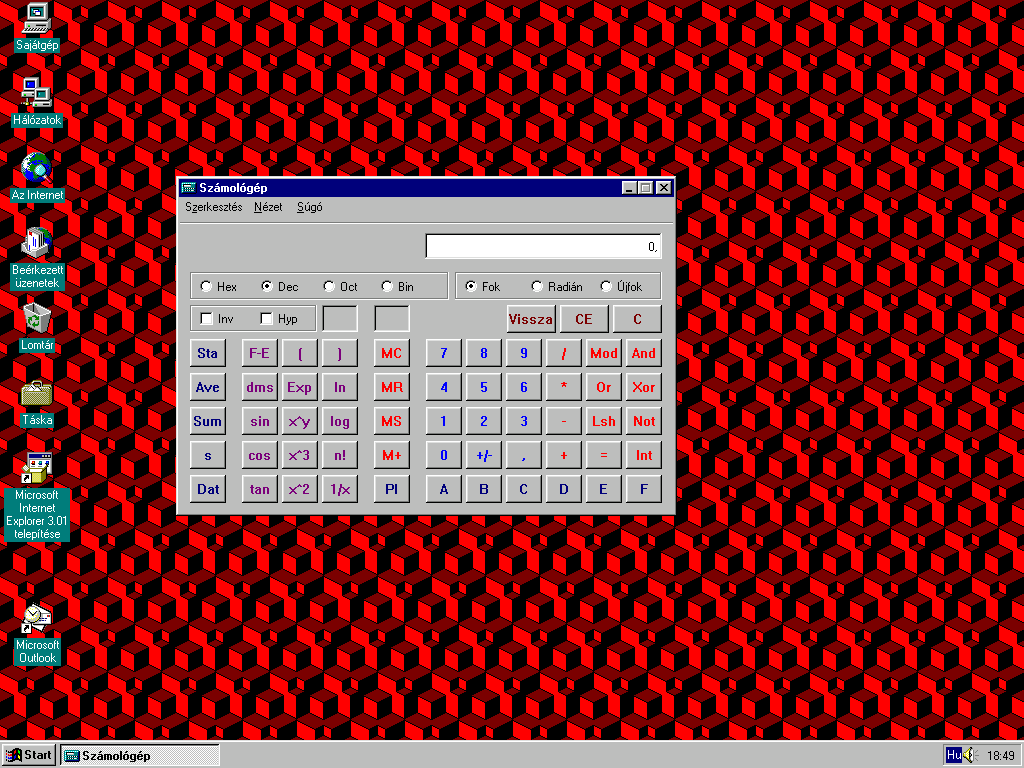 Sajátgép
Hálózatok
Az Internet
Beérkezett
üzenetek
Lomtár
Táska
Microsoft
Internet
Explorer 3.01
telepítése
Microsoft
Outlook
Számológép
Szerkesztés Nézet Súgó
0,
Hex Dec Oct Bin Fok Radián Újfok
Inv Hyp Vissza CE C
Sta F-E ( ) MC 7 8 9 / Mod And
Ave dms Exp ln MR 4 5 6 * Or Xor
Sum sin x^y log MS 1 2 3 - Lsh Not
s cos x^3 n! M+ 0 +/- , + = Int
Dat tan x^2 1/x PI A B C D E F
Start Számológép Hu 18:49